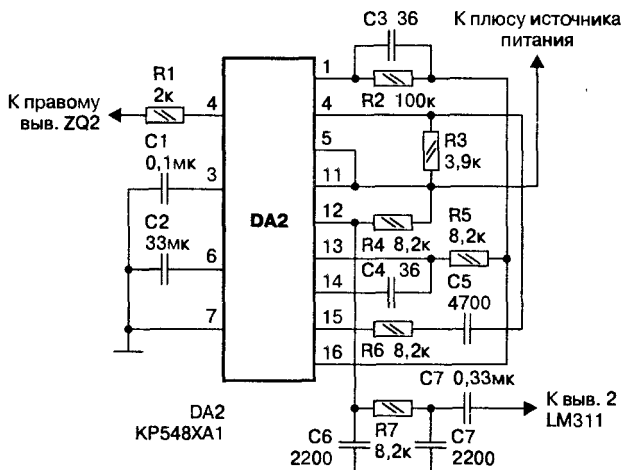 C3 36
К плюсу источника
питания
R1
2к
1
R2 100к
К правому
выв. ZQ2
4
4
C1
0,1мк
5
R3
3,9к
3
11
DA2
12
C2
33мк
R4 8,2к
R5
8,2к
13
6
C4 36
14
C5
4700
7
15
R6 8,2к
16
C7 0,33мк
DA2
КР548ХА1
К выв. 2
LM311
C6
2200
R7
8,2к
C7
2200